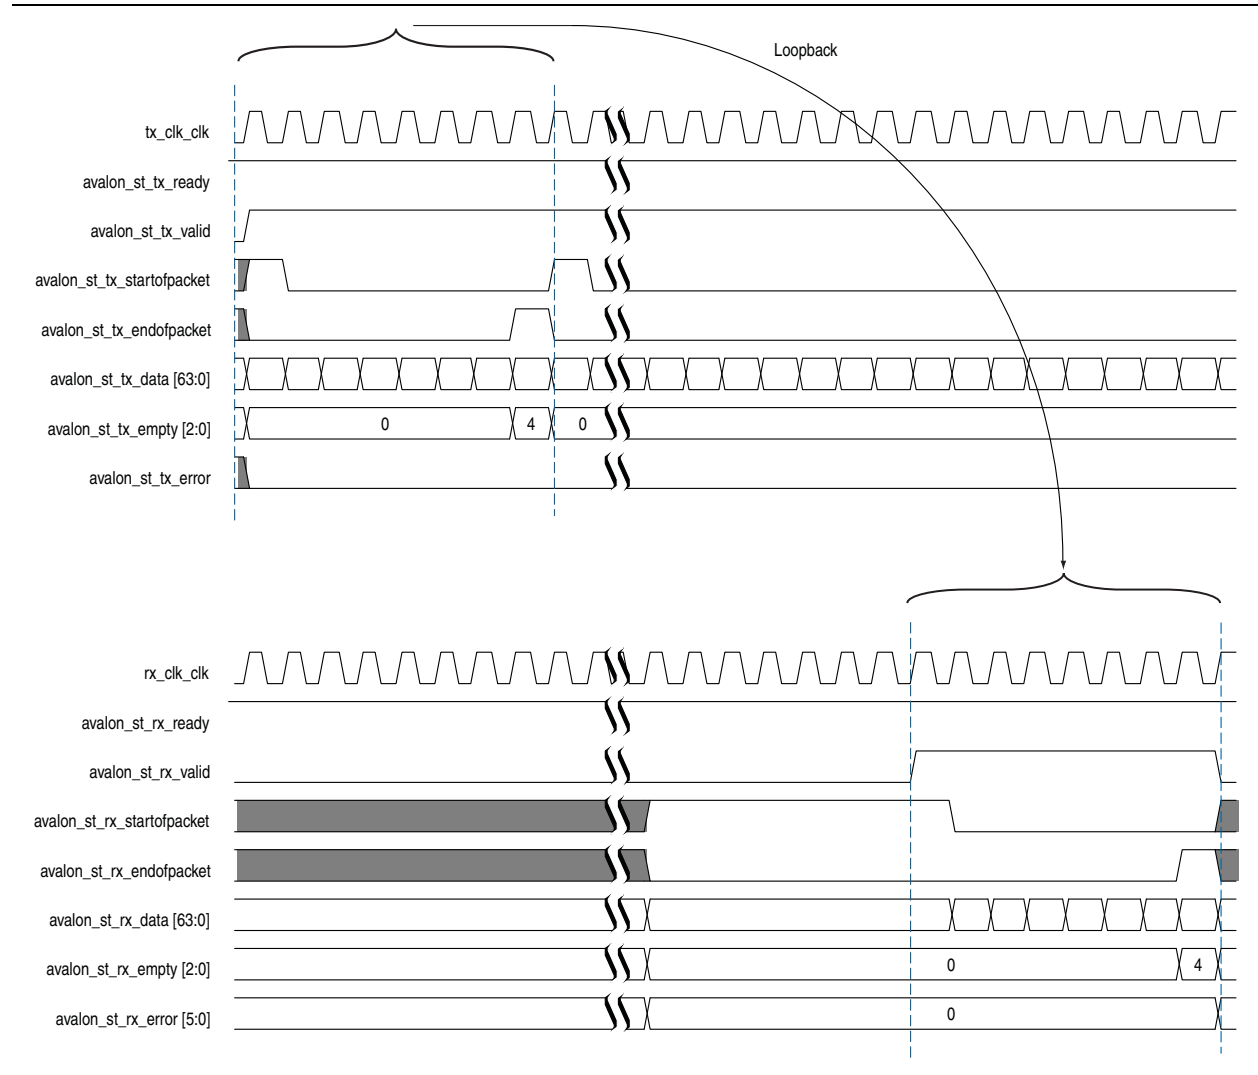 Loopback
tx_clk_clk
avalon_st_tx_ready
avalon_st_tx_valid
avalon_st_tx_startofpacket
avalon_st_tx_endofpacket
avalon_st_tx_data [63:0]
avalon_st_tx_empty [2:0] 0 4 0
avalon_st_tx_error
rx_clk_clk
avalon_st_rx_ready
avalon_st_rx_valid
avalon_st_rx_startofpacket
avalon_st_rx_endofpacket
avalon_st_rx_data [63:0]
avalon_st_rx_empty [2:0] 0 4
avalon_st_rx_error [5:0] 0